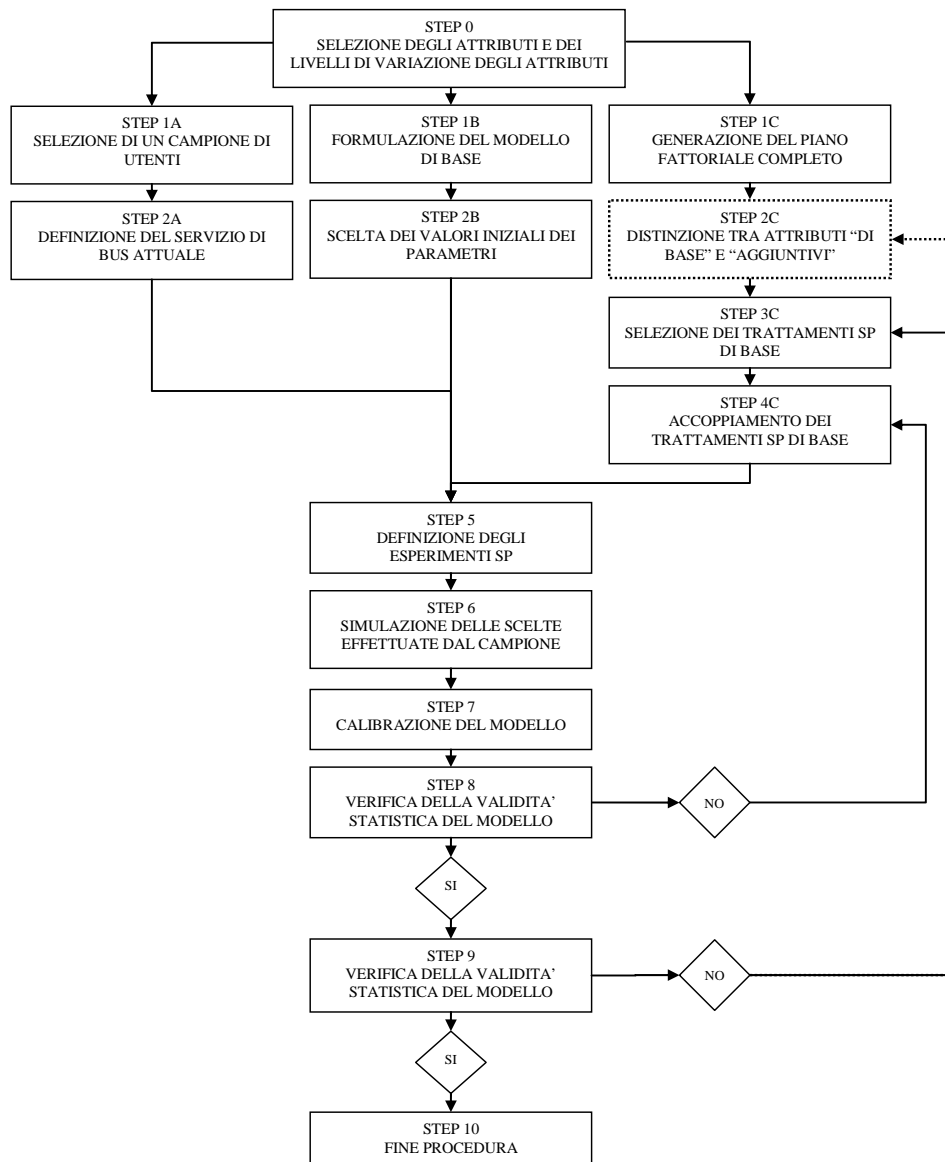 STEP 0
SELEZIONE DEGLI ATTRIBUTI E DEI
LIVELLI DI VARIAZIONE DEGLI ATTRIBUTI
STEP 1A
SELEZIONE DI UN CAMPIONE DI
UTENTI
STEP 1B
FORMULAZIONE DEL MODELLO
DI BASE
STEP 1C
GENERAZIONE DEL PIANO
FATTORIALE COMPLETO
STEP 2A
DEFINIZIONE DEL SERVIZIO DI
BUS ATTUALE
STEP 2B
SCELTA DEI VALORI INIZIALI DEI
PARAMETRI
STEP 2C
DISTINZIONE TRA ATTRIBUTI “DI
BASE” E “AGGIUNTIVI”
STEP 3C
SELEZIONE DEI TRATTAMENTI SP
DI BASE
STEP 4C
ACCOPPIAMENTO DEI
TRATTAMENTI SP DI BASE
STEP 5
DEFINIZIONE DEGLI
ESPERIMENTI SP
STEP 6
SIMULAZIONE DELLE SCELTE
EFFETTUATE DAL CAMPIONE
STEP 7
CALIBRAZIONE DEL MODELLO
STEP 8
VERIFICA DELLA VALIDITA’
STATISTICA DEL MODELLO
NO
SI
STEP 9
VERIFICA DELLA VALIDITA’
STATISTICA DEL MODELLO
NO
SI
STEP 10
FINE PROCEDURA